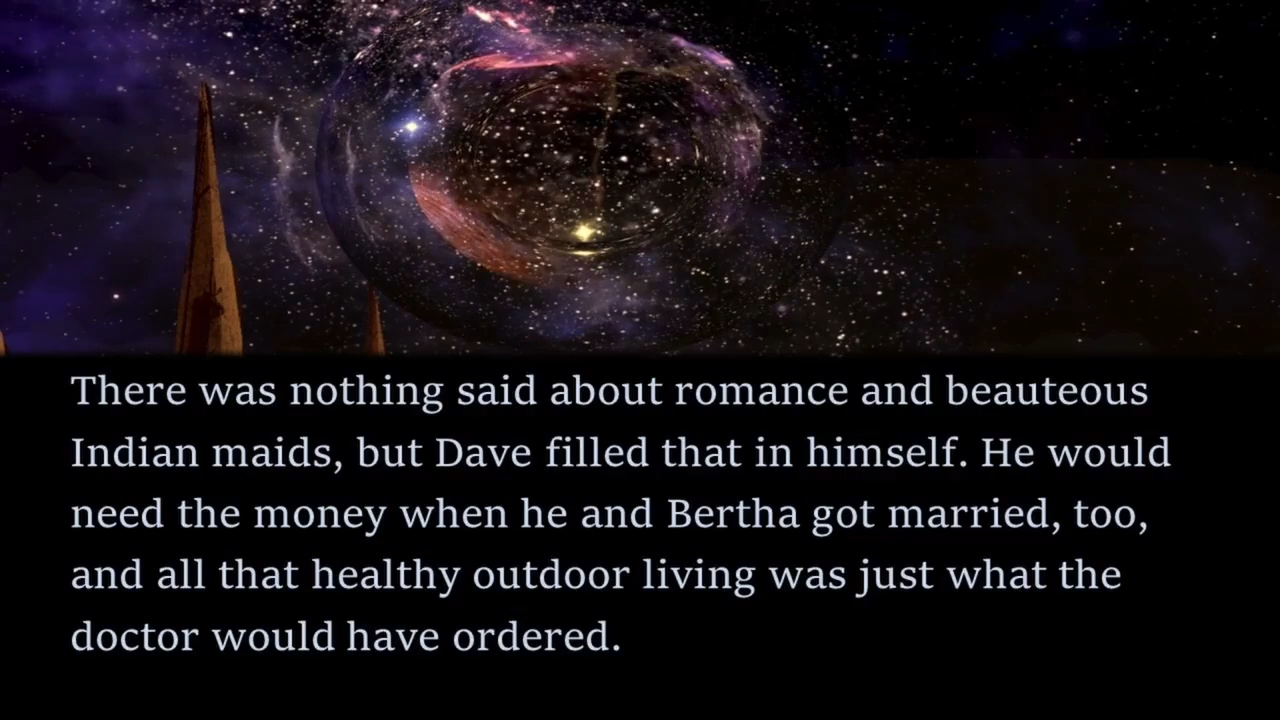 There was nothing said about romance and beauteous
Indian maids, but Dave filled that in himself. He would
need the money when he and Bertha got married, too,
and all that healthy outdoor living was just what the
doctor would have ordered.